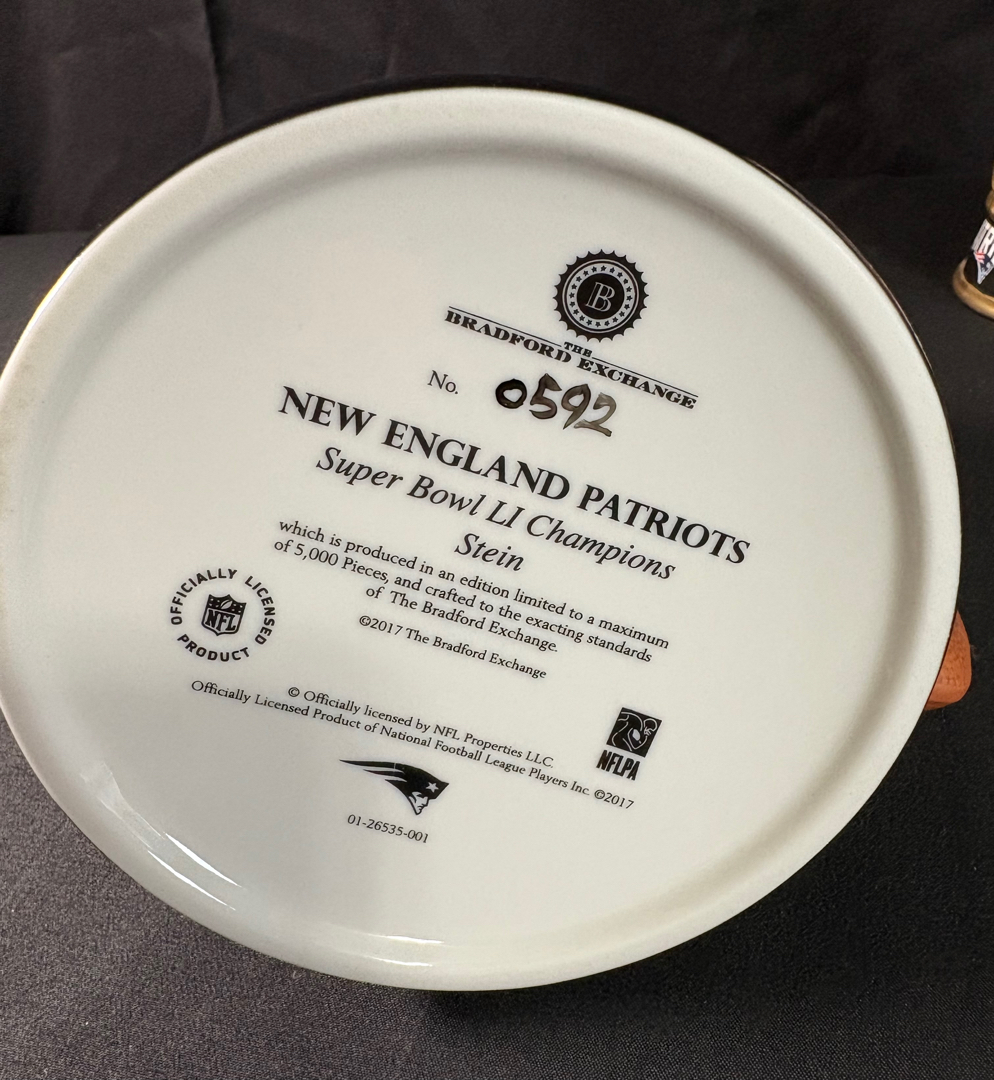 B
THE
BRADFORD EXCHANGE
No. 0592
NEW ENGLAND PATRIOTS
Super Bowl LI Champions
Stein
which is produced in an edition limited to a maximum
of 5,000 Pieces, and crafted to the exacting standards
of The Bradford Exchange.
©2017 The Bradford Exchange
OFFICIALLY LICENSED
NFL
PRODUCT
© Officially licensed by NFL Properties LLC.
Officially Licensed Product of National Football League Players Inc. ©2017
NFLPA
01-26535-001